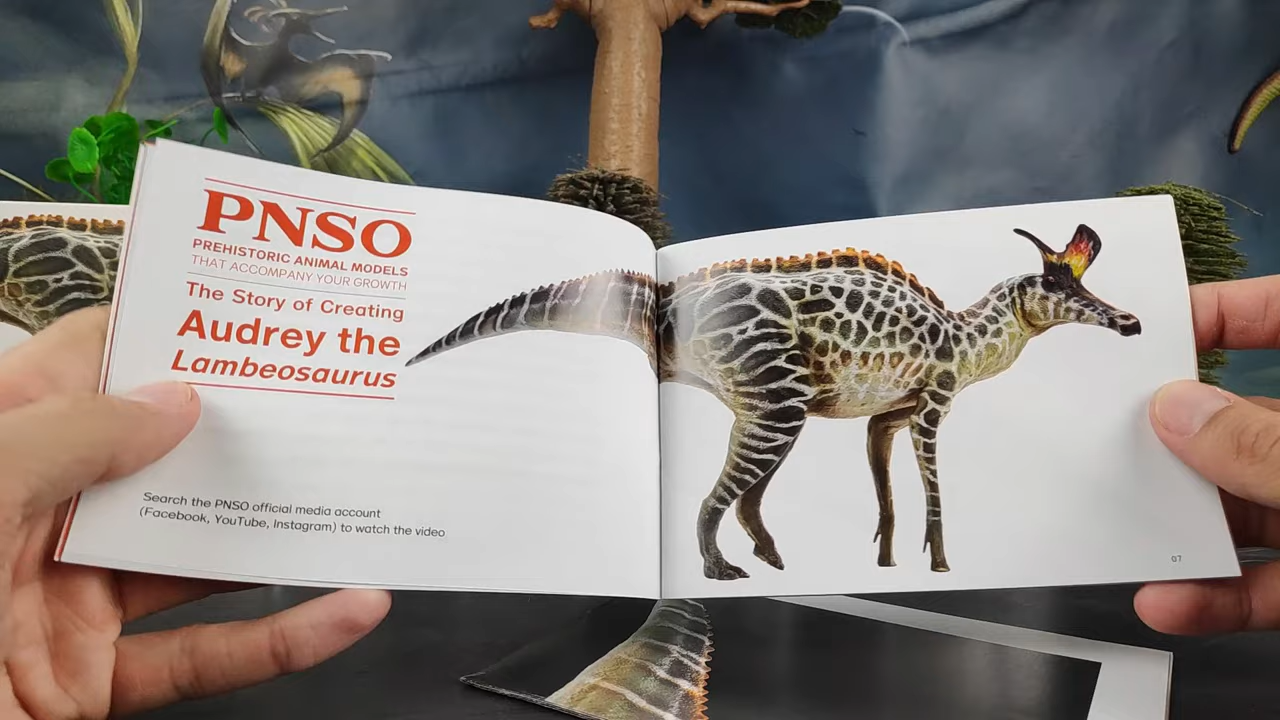 PNSO
PREHISTORIC ANIMAL MODELS
THAT ACCOMPANY YOUR GROWTH
The Story of Creating
Audrey the
Lambeosaurus
Search the PNSO official media account
(Facebook, YouTube, Instagram) to watch the video
07